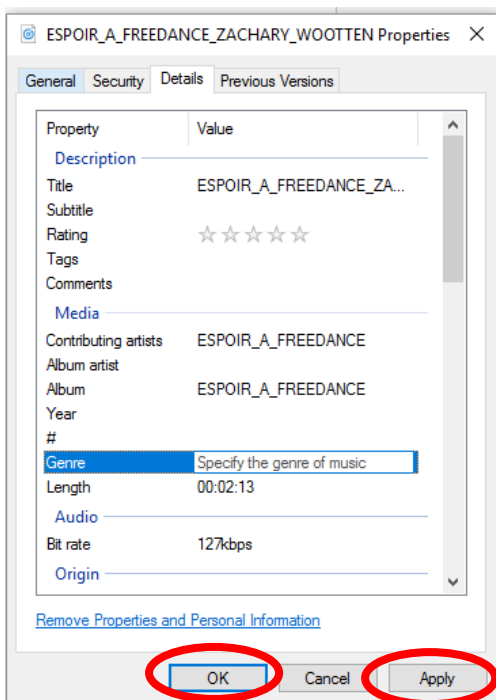 ESPOIR_A_FREEDANCE_ZACHARY_WOOTTEN Properties
General Security Details Previous Versions
Property Value
Description
Title ESPOIR_A_FREEDANCE_ZA...
Subtitle
Rating
Tags
Comments
Media
Contributing artists ESPOIR_A_FREEDANCE
Album artist
Album ESPOIR_A_FREEDANCE
Year
#
Genre Specify the genre of music
Length 00:02:13
Audio
Bit rate 127kbps
Origin
Remove Properties and Personal Information
OK Cancel Apply